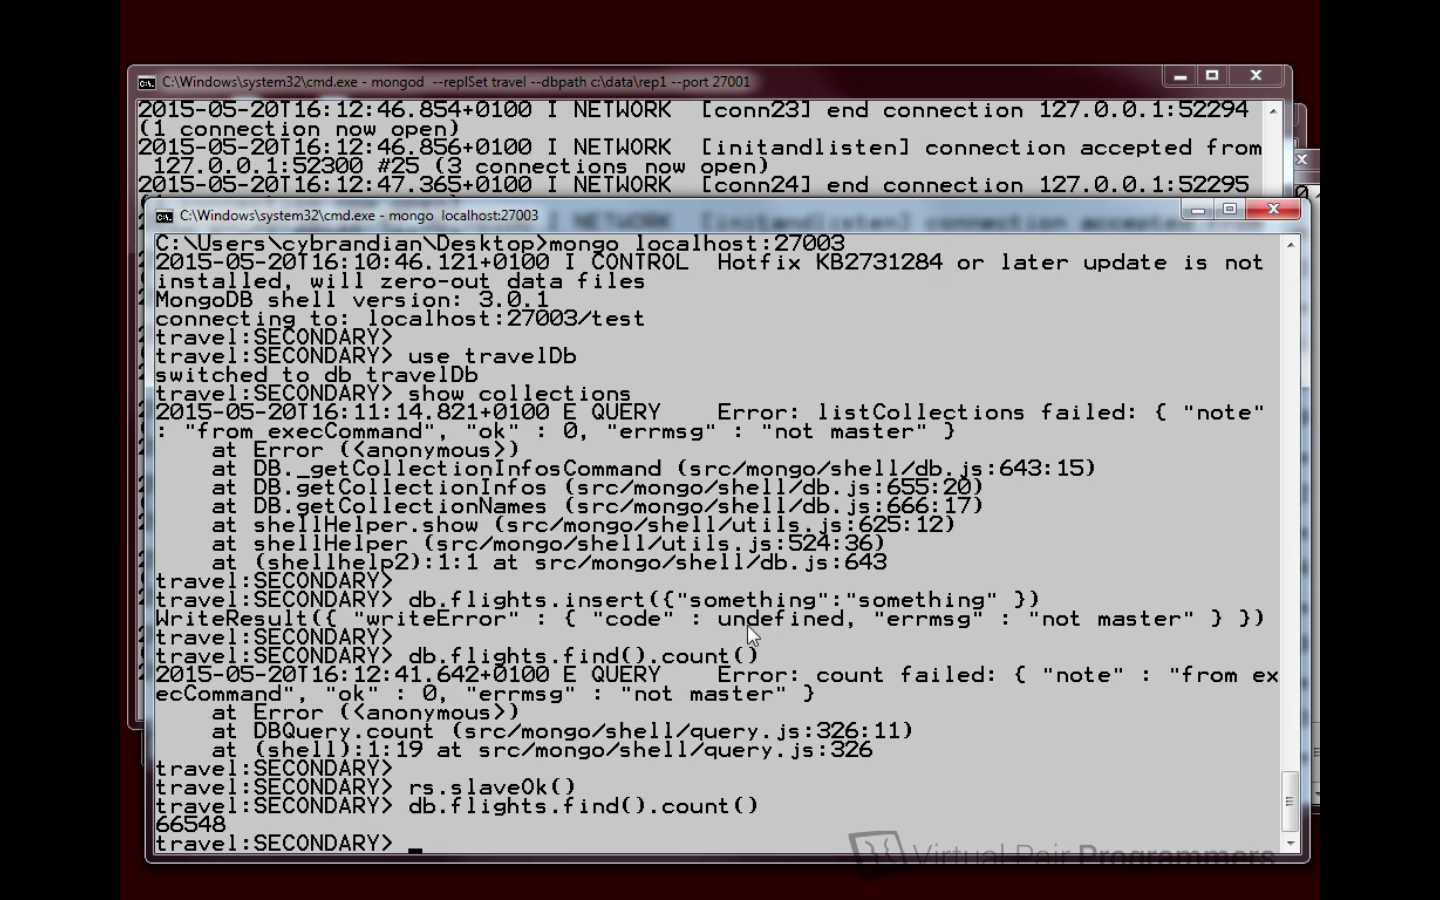 C:\Windows\system32\cmd.exe - mongod --replSet travel --dbpath c:\data\rep1 --port 27001
2015-05-20T16:12:46.854+0100 I NETWORK  [conn23] end connection 127.0.0.1:52294
(1 connection now open)
2015-05-20T16:12:46.856+0100 I NETWORK  [initandlisten] connection accepted from
127.0.0.1:52300 #25 (3 connections now open)
2015-05-20T16:12:47.365+0100 I NETWORK  [conn24] end connection 127.0.0.1:52295
C:\Windows\system32\cmd.exe - mongo localhost:27003
C:\Users\cybrandian\Desktop>mongo localhost:27003
2015-05-20T16:10:46.121+0100 I CONTROL  Hotfix KB2731284 or later update is not
installed, will zero-out data files
MongoDB shell version: 3.0.1
connecting to: localhost:27003/test
travel:SECONDARY>
travel:SECONDARY> use travelDb
switched to db travelDb
travel:SECONDARY> show collections
2015-05-20T16:11:14.821+0100 E QUERY    Error: listCollections failed: { "note"
: "from execCommand", "ok" : 0, "errmsg" : "not master" }
    at Error (<anonymous>)
    at DB._getCollectionInfosCommand (src/mongo/shell/db.js:643:15)
    at DB.getCollectionInfos (src/mongo/shell/db.js:655:20)
    at DB.getCollectionNames (src/mongo/shell/db.js:666:17)
    at shellHelper.show (src/mongo/shell/utils.js:625:12)
    at shellHelper (src/mongo/shell/utils.js:524:36)
    at (shellhelp2):1:1 at src/mongo/shell/db.js:643
travel:SECONDARY>
travel:SECONDARY> db.flights.insert({"something":"something" })
WriteResult({ "writeError" : { "code" : undefined, "errmsg" : "not master" } })
travel:SECONDARY>
travel:SECONDARY> db.flights.find().count()
2015-05-20T16:12:41.642+0100 E QUERY    Error: count failed: { "note" : "from ex
ecCommand", "ok" : 0, "errmsg" : "not master" }
    at Error (<anonymous>)
    at DBQuery.count (src/mongo/shell/query.js:326:11)
    at (shell):1:19 at src/mongo/shell/query.js:326
travel:SECONDARY>
travel:SECONDARY> rs.slaveOk()
travel:SECONDARY> db.flights.find().count()
66548
travel:SECONDARY>
Virtual Pair Programmers